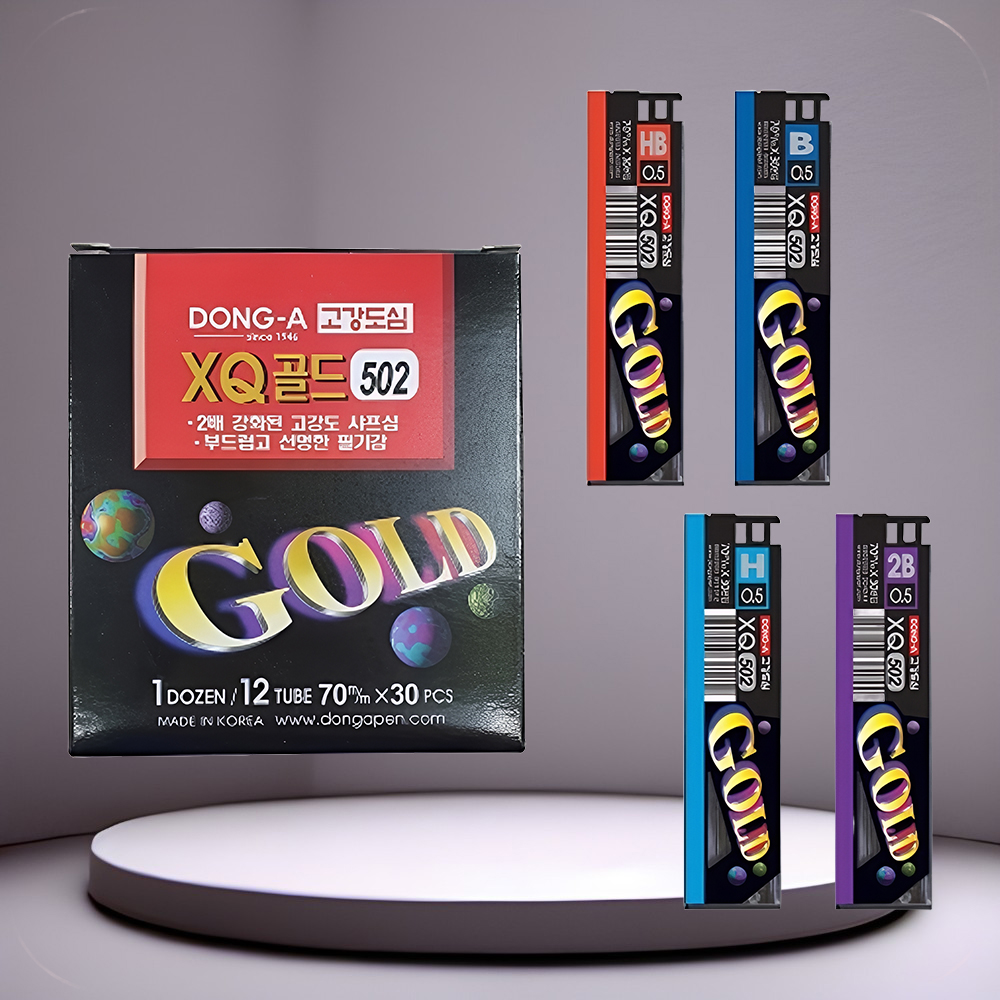 DONG-A 고강도심
Since 1946
XQ 골드 502
· 2배 강화된 고강도 샤프심
· 부드럽고 선명한 필기감
GOLD
1 DOZEN / 12 TUBE 70m/m × 30 PCS
MADE IN KOREA www.dongapen.com
HB
0.5
XQ 502
DONG-A
GOLD
B
0.5
XQ 502
DONG-A
GOLD
H
0.5
XQ 502
DONG-A
GOLD
2B
0.5
XQ 502
DONG-A
GOLD